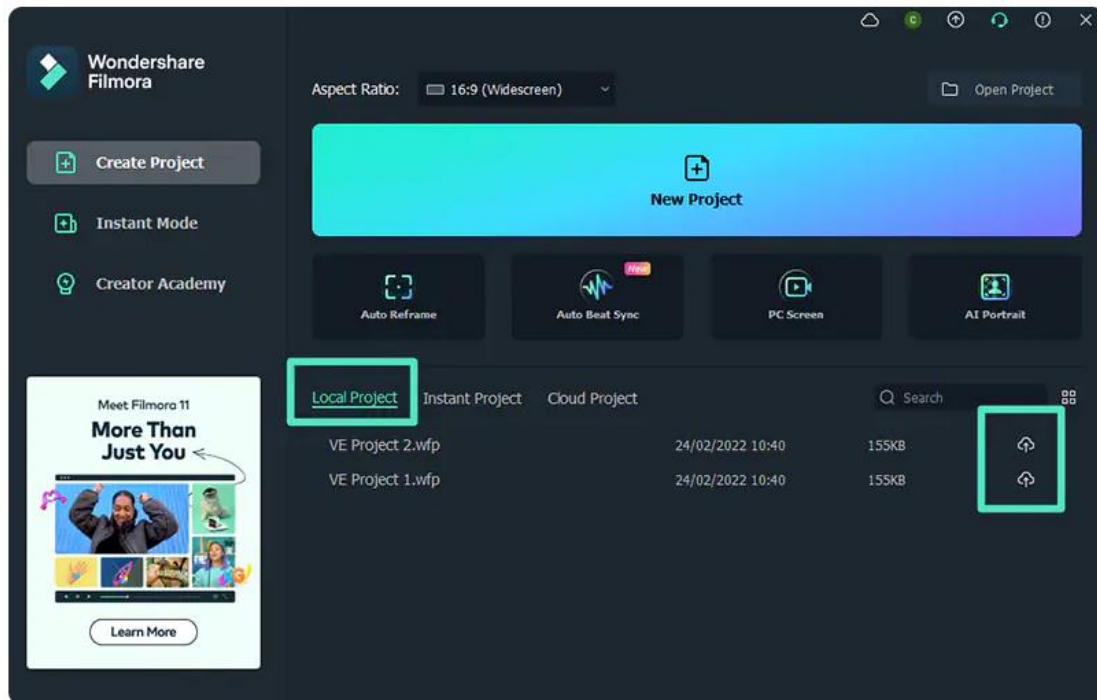 C
Wondershare
Filmora
Aspect Ratio: 16:9 (Widescreen) Open Project
Create Project
New Project
Instant Mode
Creator Academy
New
Auto Reframe Auto Beat Sync PC Screen AI Portrait
Local Project Instant Project Cloud Project Search
VE Project 2.wfp 24/02/2022 10:40 155KB
VE Project 1.wfp 24/02/2022 10:40 155KB
Meet Filmora 11
More Than
Just You
Learn More